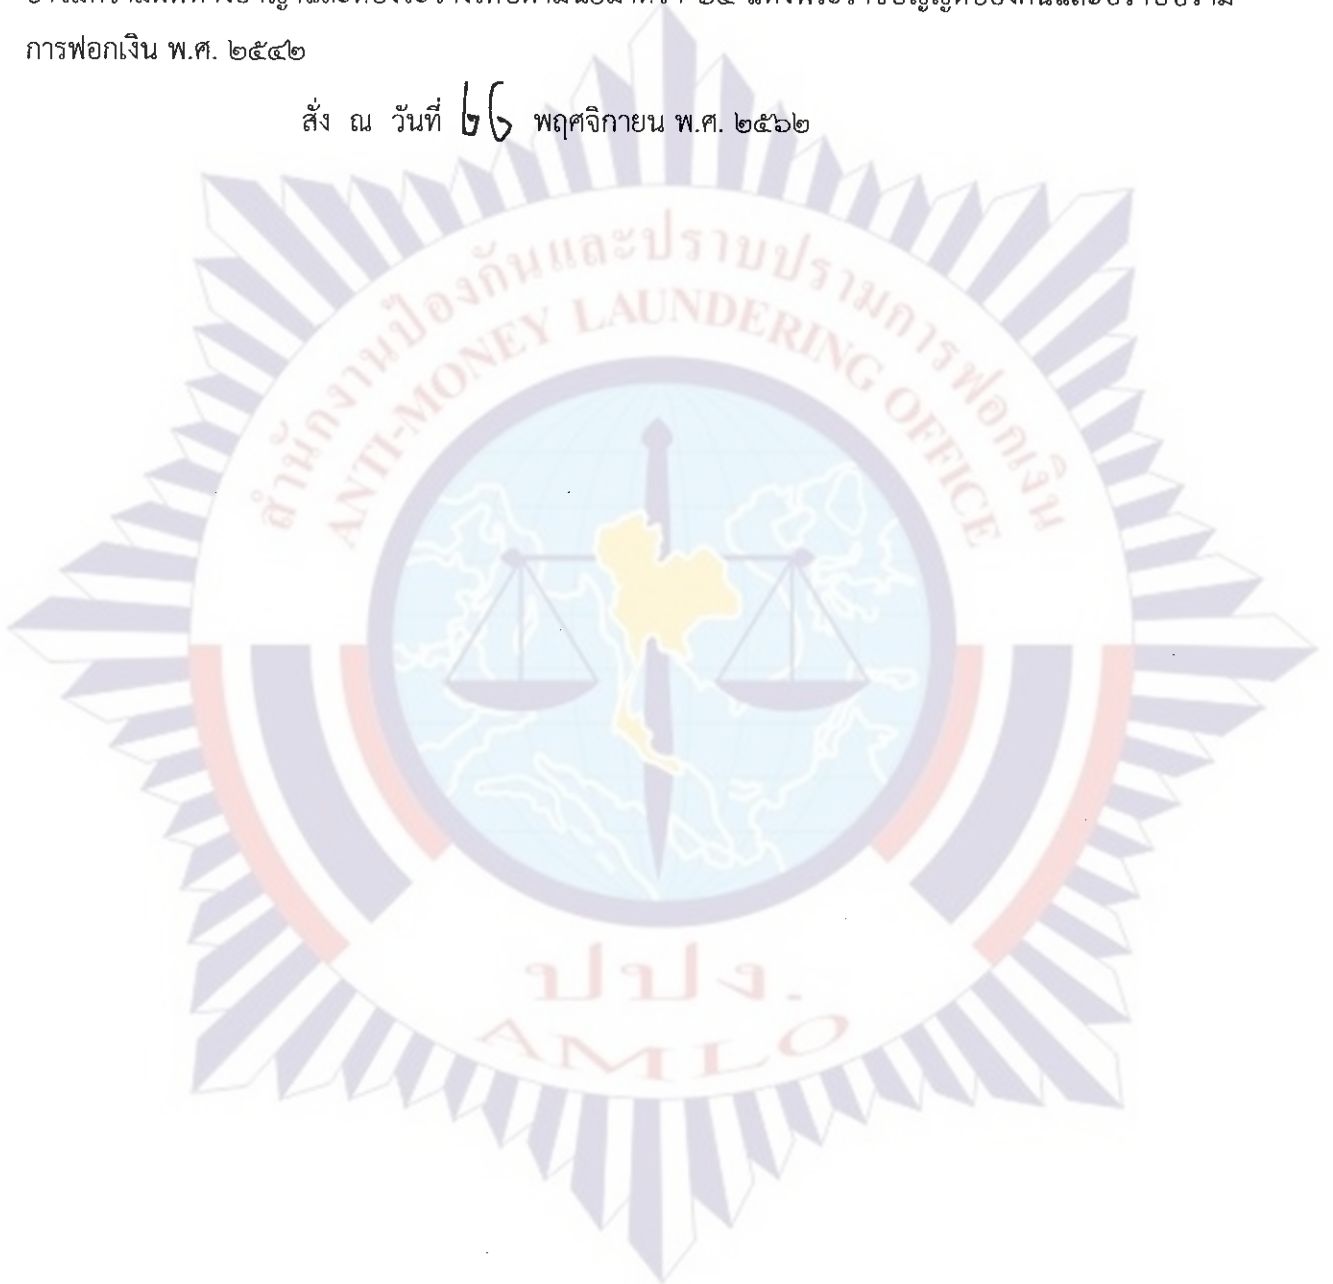 การฟอกเงิน พ.ศ. ๒๕๔๒
สั่ง ณ วันที่ ๒๖ พฤศจิกายน พ.ศ. ๒๕๖๒
สำนักงานป้องกันและปราบปรามการฟอกเงิน
ANTI-MONEY LAUNDERING OFFICE
ปปง.
AMLO